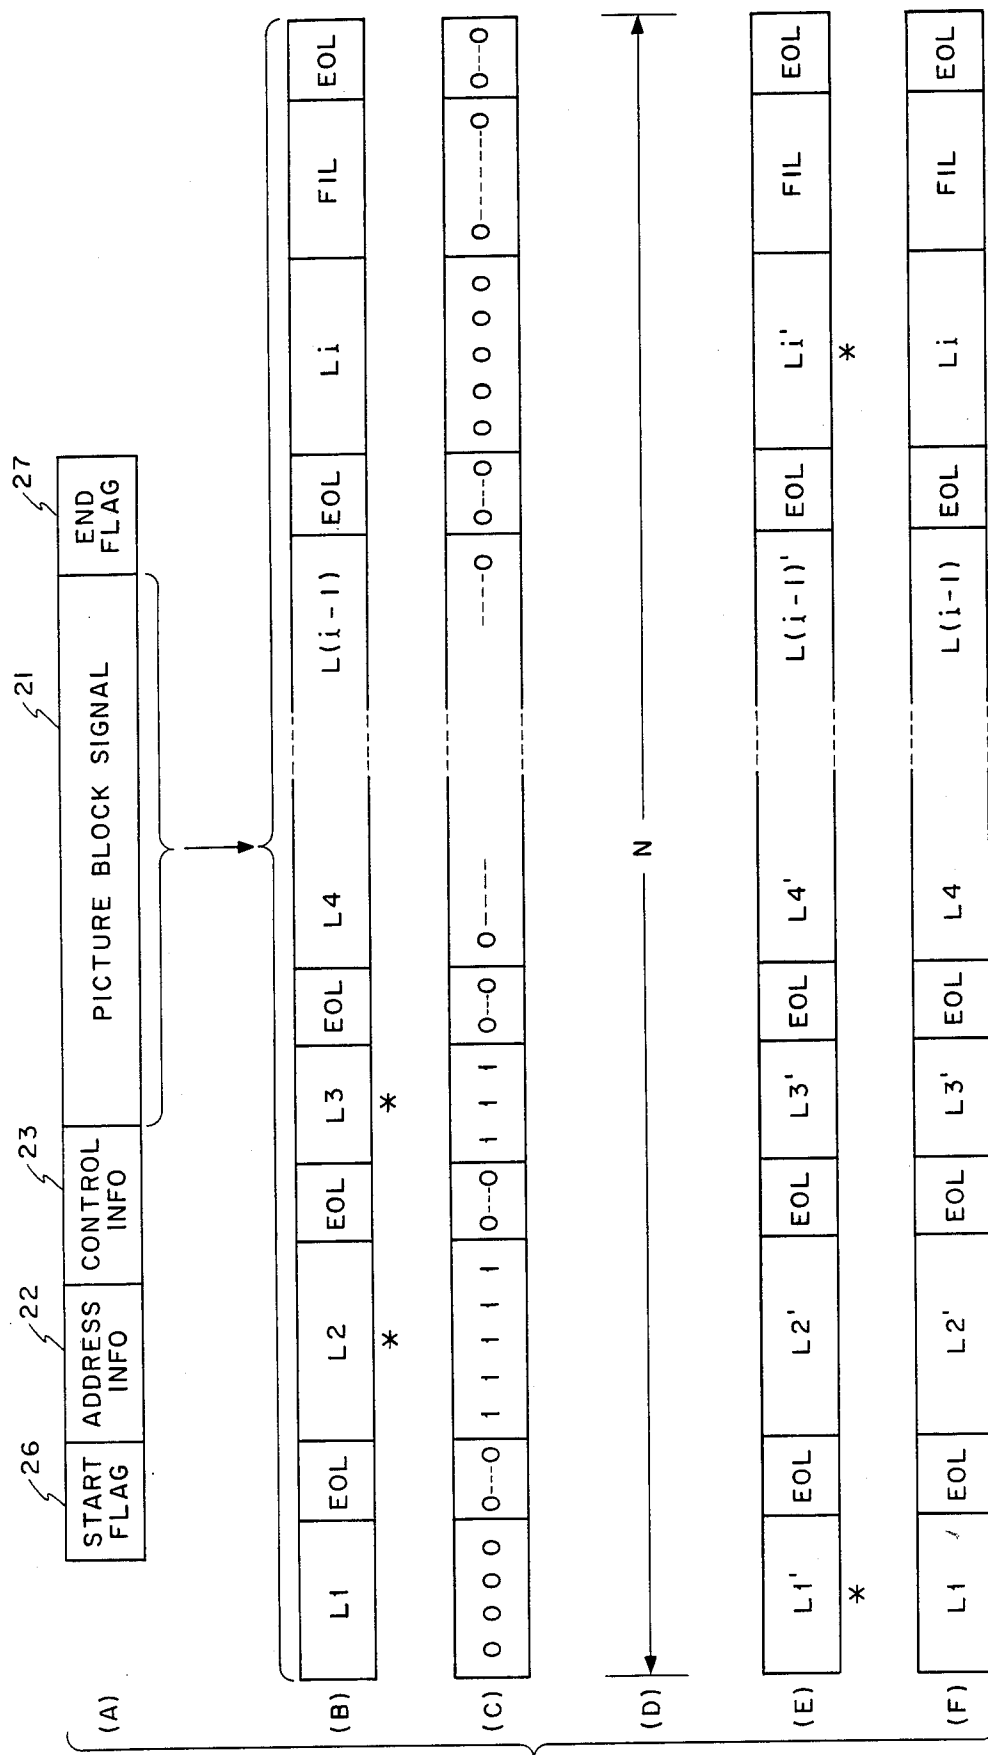 (A)
26 22 23 21 27
START FLAG ADDRESS INFO CONTROL INFO PICTURE BLOCK SIGNAL END FLAG
(B) L1 EOL L2 EOL L3 EOL L4 L(i-1) EOL Li FIL EOL
* *
(C) 0 0 0 0 0---0 1 1 1 1 1 0---0 1 1 1 0---0 0----- ----0 0---0 0 0 0 0 0 0--------0 0---0
(D) N
(E) L1' EOL L2' EOL L3' EOL L4' L(i-1)' EOL Li' FIL EOL
* *
(F) L1 EOL L2' EOL L3' EOL L4 L(i-1) EOL Li FIL EOL